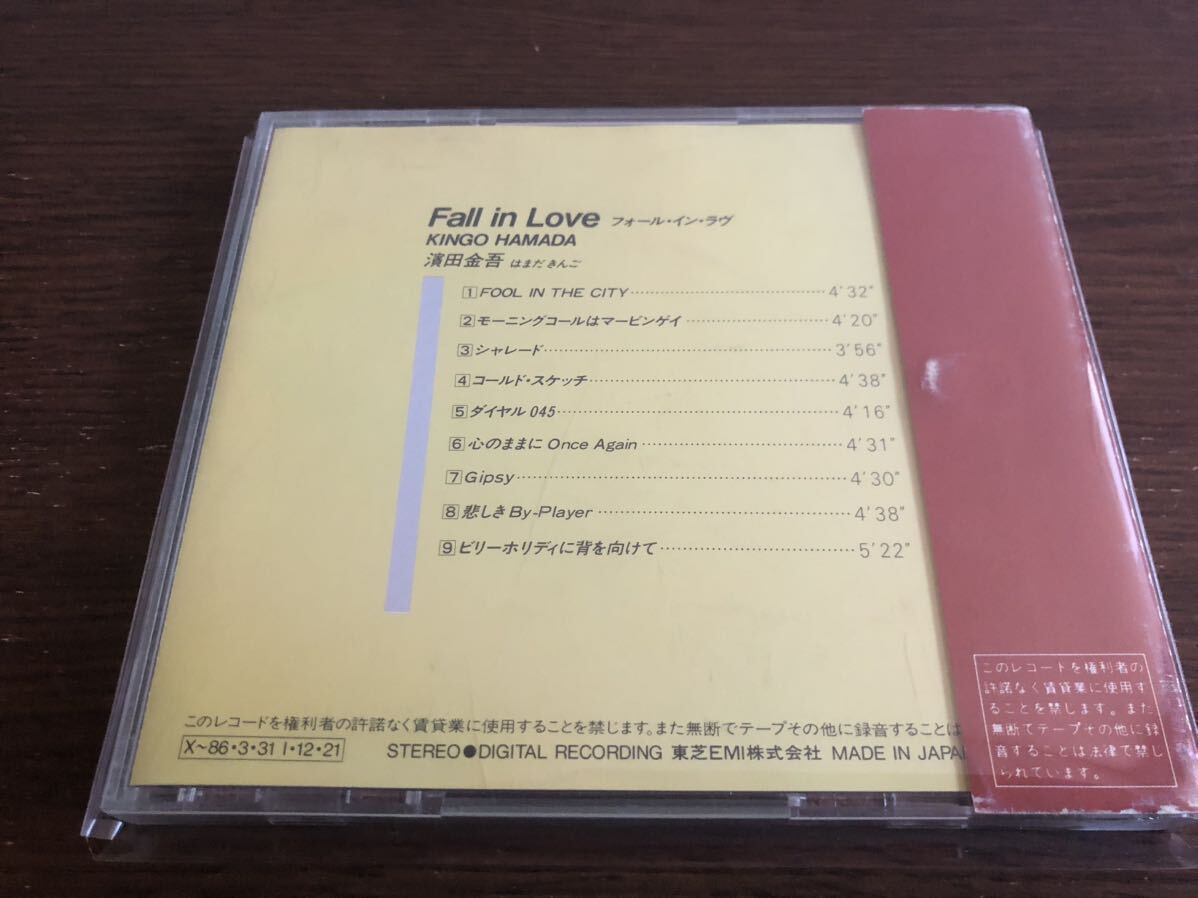 Fall in Love フォール・イン・ラヴ
KINGO HAMADA
濱田金吾 はまだきんご
1 FOOL IN THE CITY 4'32"
2 モーニングコールはマービンゲイ 4'20"
3 シャレード 3'56"
4 コールド・スケッチ 4'38"
5 ダイヤル045 4'16"
6 心のままに Once Again 4'31"
7 Gipsy 4'30"
8 悲しき By-Player 4'38"
9 ビリーホリディに背を向けて 5'22"
このレコードを権利者の許諾なく賃貸業に使用することを禁じます。また無断でテープその他に録音することは
X~86・3・31 I・12・21
STEREO●DIGITAL RECORDING 東芝EMI株式会社 MADE IN JAPAN
このレコードを権利者の
許諾なく賃貸業に使用す
ることを禁じます。また
無断でテープその他に録
音することは法律で禁じ
られています。